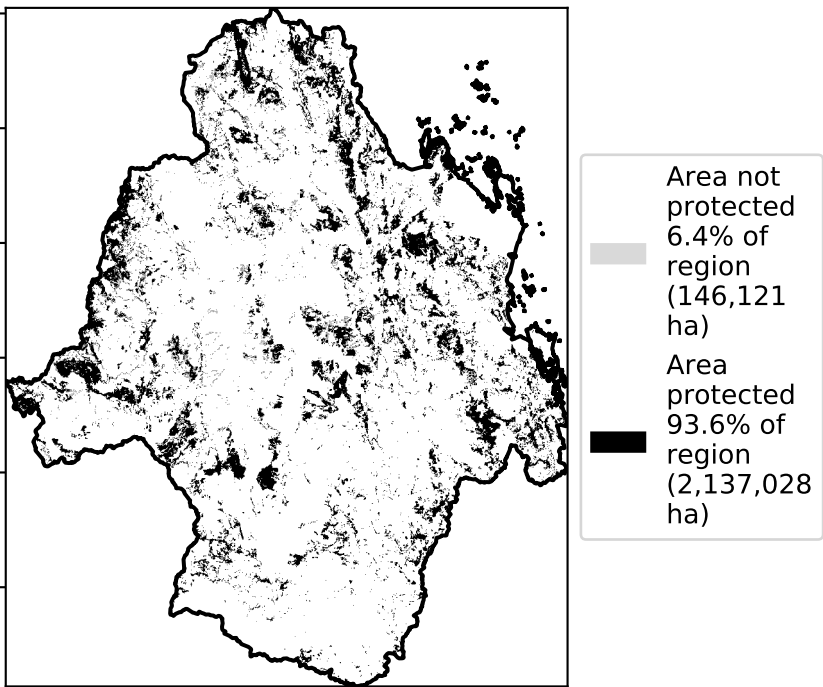 Area not
protected
6.4% of
region
(146,121
ha)
Area
protected
93.6% of
region
(2,137,028
ha)